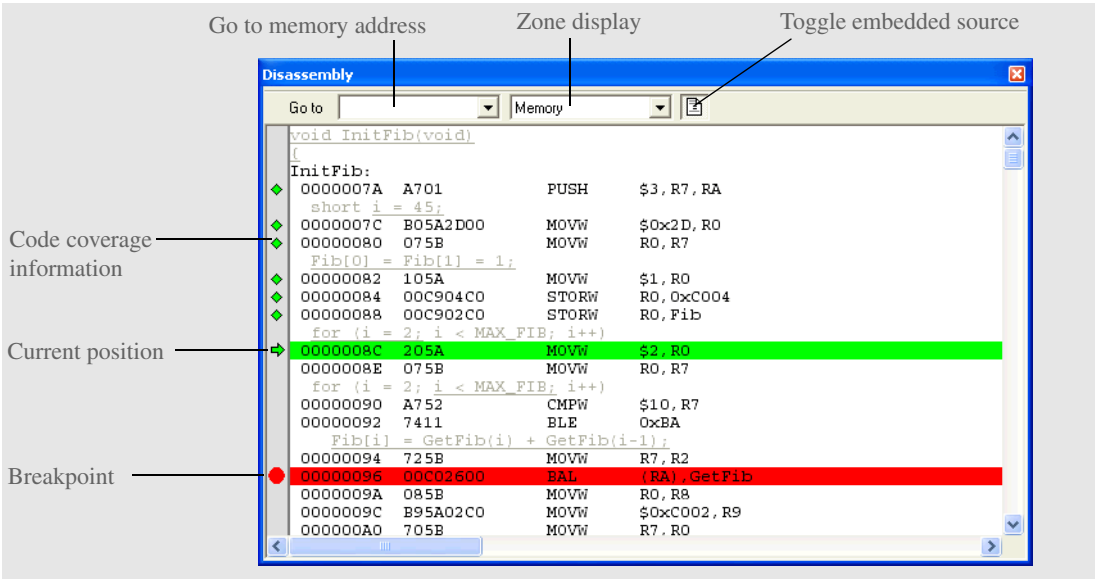 Go to memory address
Zone display
Toggle embedded source
Disassembly
Go to
Memory
void InitFib(void)
{
InitFib:
0000007A A701 PUSH $3,R7,RA
short i = 45;
0000007C B05A2D00 MOVW $0x2D,R0
00000080 075B MOVW R0,R7
Fib[0] = Fib[1] = 1;
00000082 105A MOVW $1,R0
00000084 00C904C0 STORW R0,0xC004
00000088 00C902C0 STORW R0,Fib
for (i = 2; i < MAX_FIB; i++)
0000008C 205A MOVW $2,R0
0000008E 075B MOVW R0,R7
for (i = 2; i < MAX_FIB; i++)
00000090 A752 CMPW $10,R7
00000092 7411 BLE 0xBA
Fib[i] = GetFib(i) + GetFib(i-1);
00000094 725B MOVW R7,R2
00000096 00C02600 BAL (RA),GetFib
0000009A 085B MOVW R0,R8
0000009C B95A02C0 MOVW $0xC002,R9
000000A0 705B MOVW R7,R0
Code coverage
information
Current position
Breakpoint